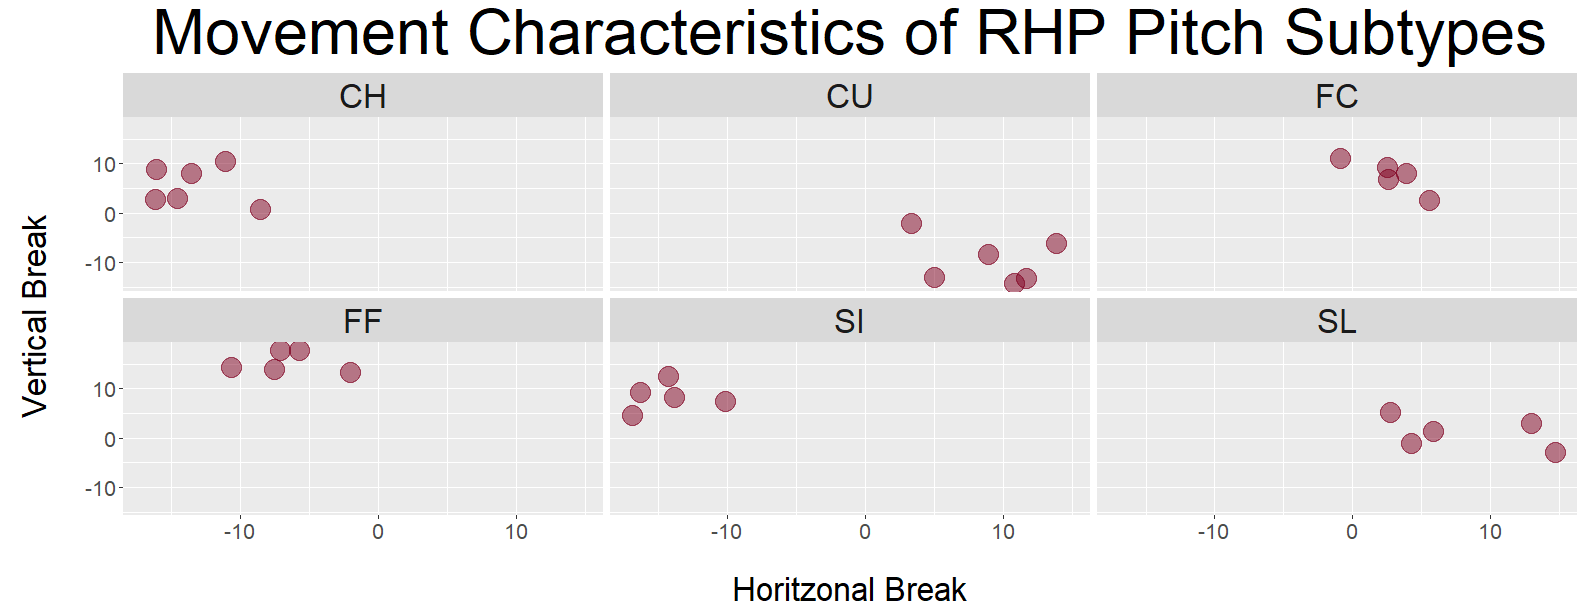 Movement Characteristics of RHP Pitch Subtypes
CH
CU
FC
10
0
-10
FF
SI
SL
10
0
-10
Vertical Break
-10
0
10
-10
0
10
-10
0
10
Horitzonal Break